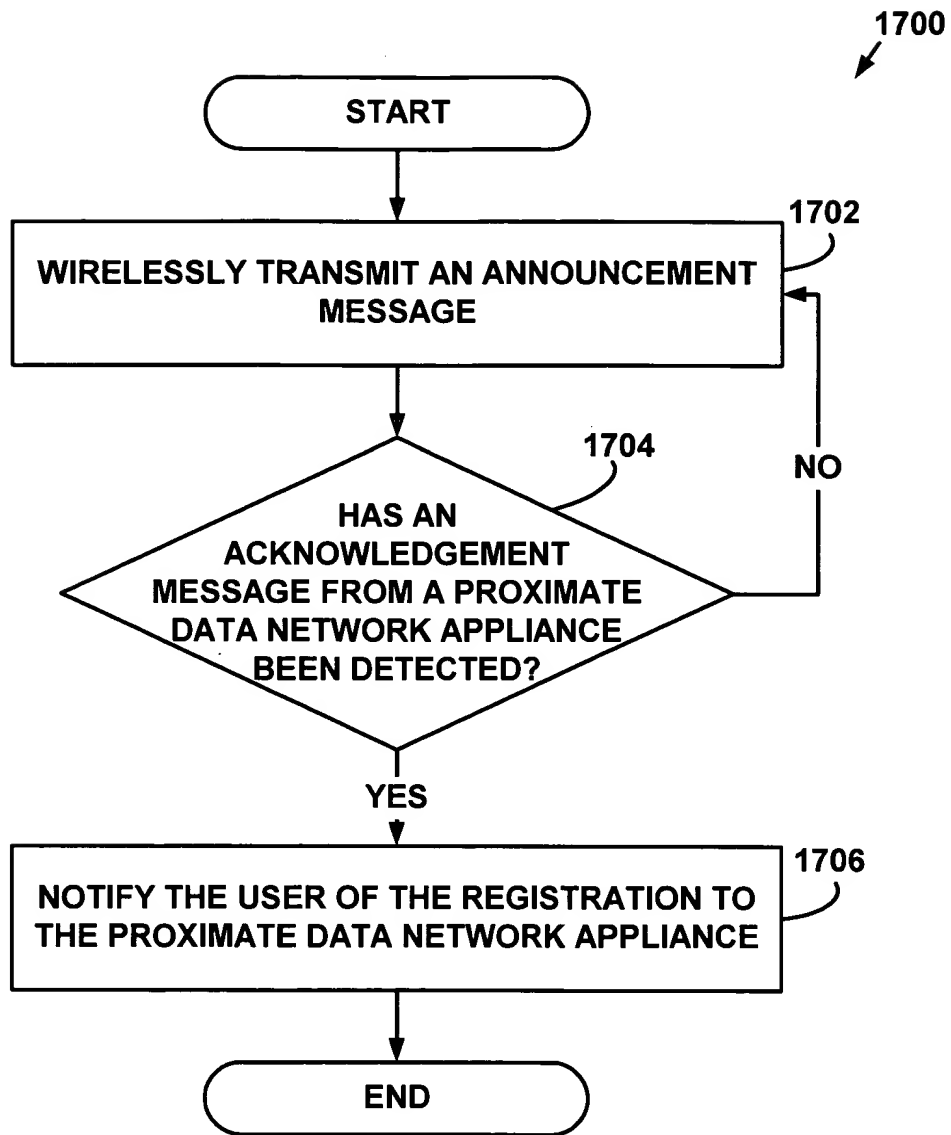 1700
START
1702
WIRELESSLY TRANSMIT AN ANNOUNCEMENT
MESSAGE
1704
NO
HAS AN
ACKNOWLEDGEMENT
MESSAGE FROM A PROXIMATE
DATA NETWORK APPLIANCE
BEEN DETECTED?
YES
1706
NOTIFY THE USER OF THE REGISTRATION TO
THE PROXIMATE DATA NETWORK APPLIANCE
END